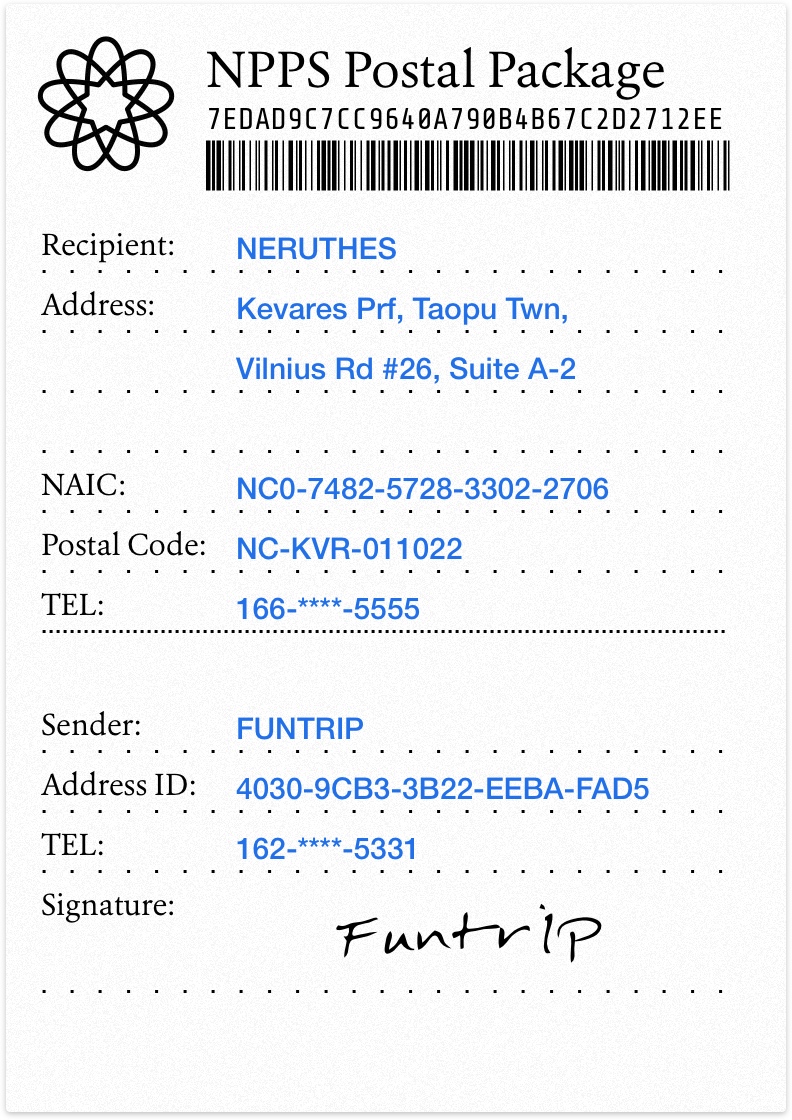 NPPS Postal Package
7EDAD9C7CC9640A790B4B67C2D2712EE
Recipient: NERUTHES
Address: Kevares Prf, Taopu Twn,
Vilnius Rd #26, Suite A-2
NAIC: NC0-7482-5728-3302-2706
Postal Code: NC-KVR-011022
TEL: 166-****-5555
Sender: FUNTRIP
Address ID: 4030-9CB3-3B22-EEBA-FAD5
TEL: 162-****-5331
Signature: Funtrip